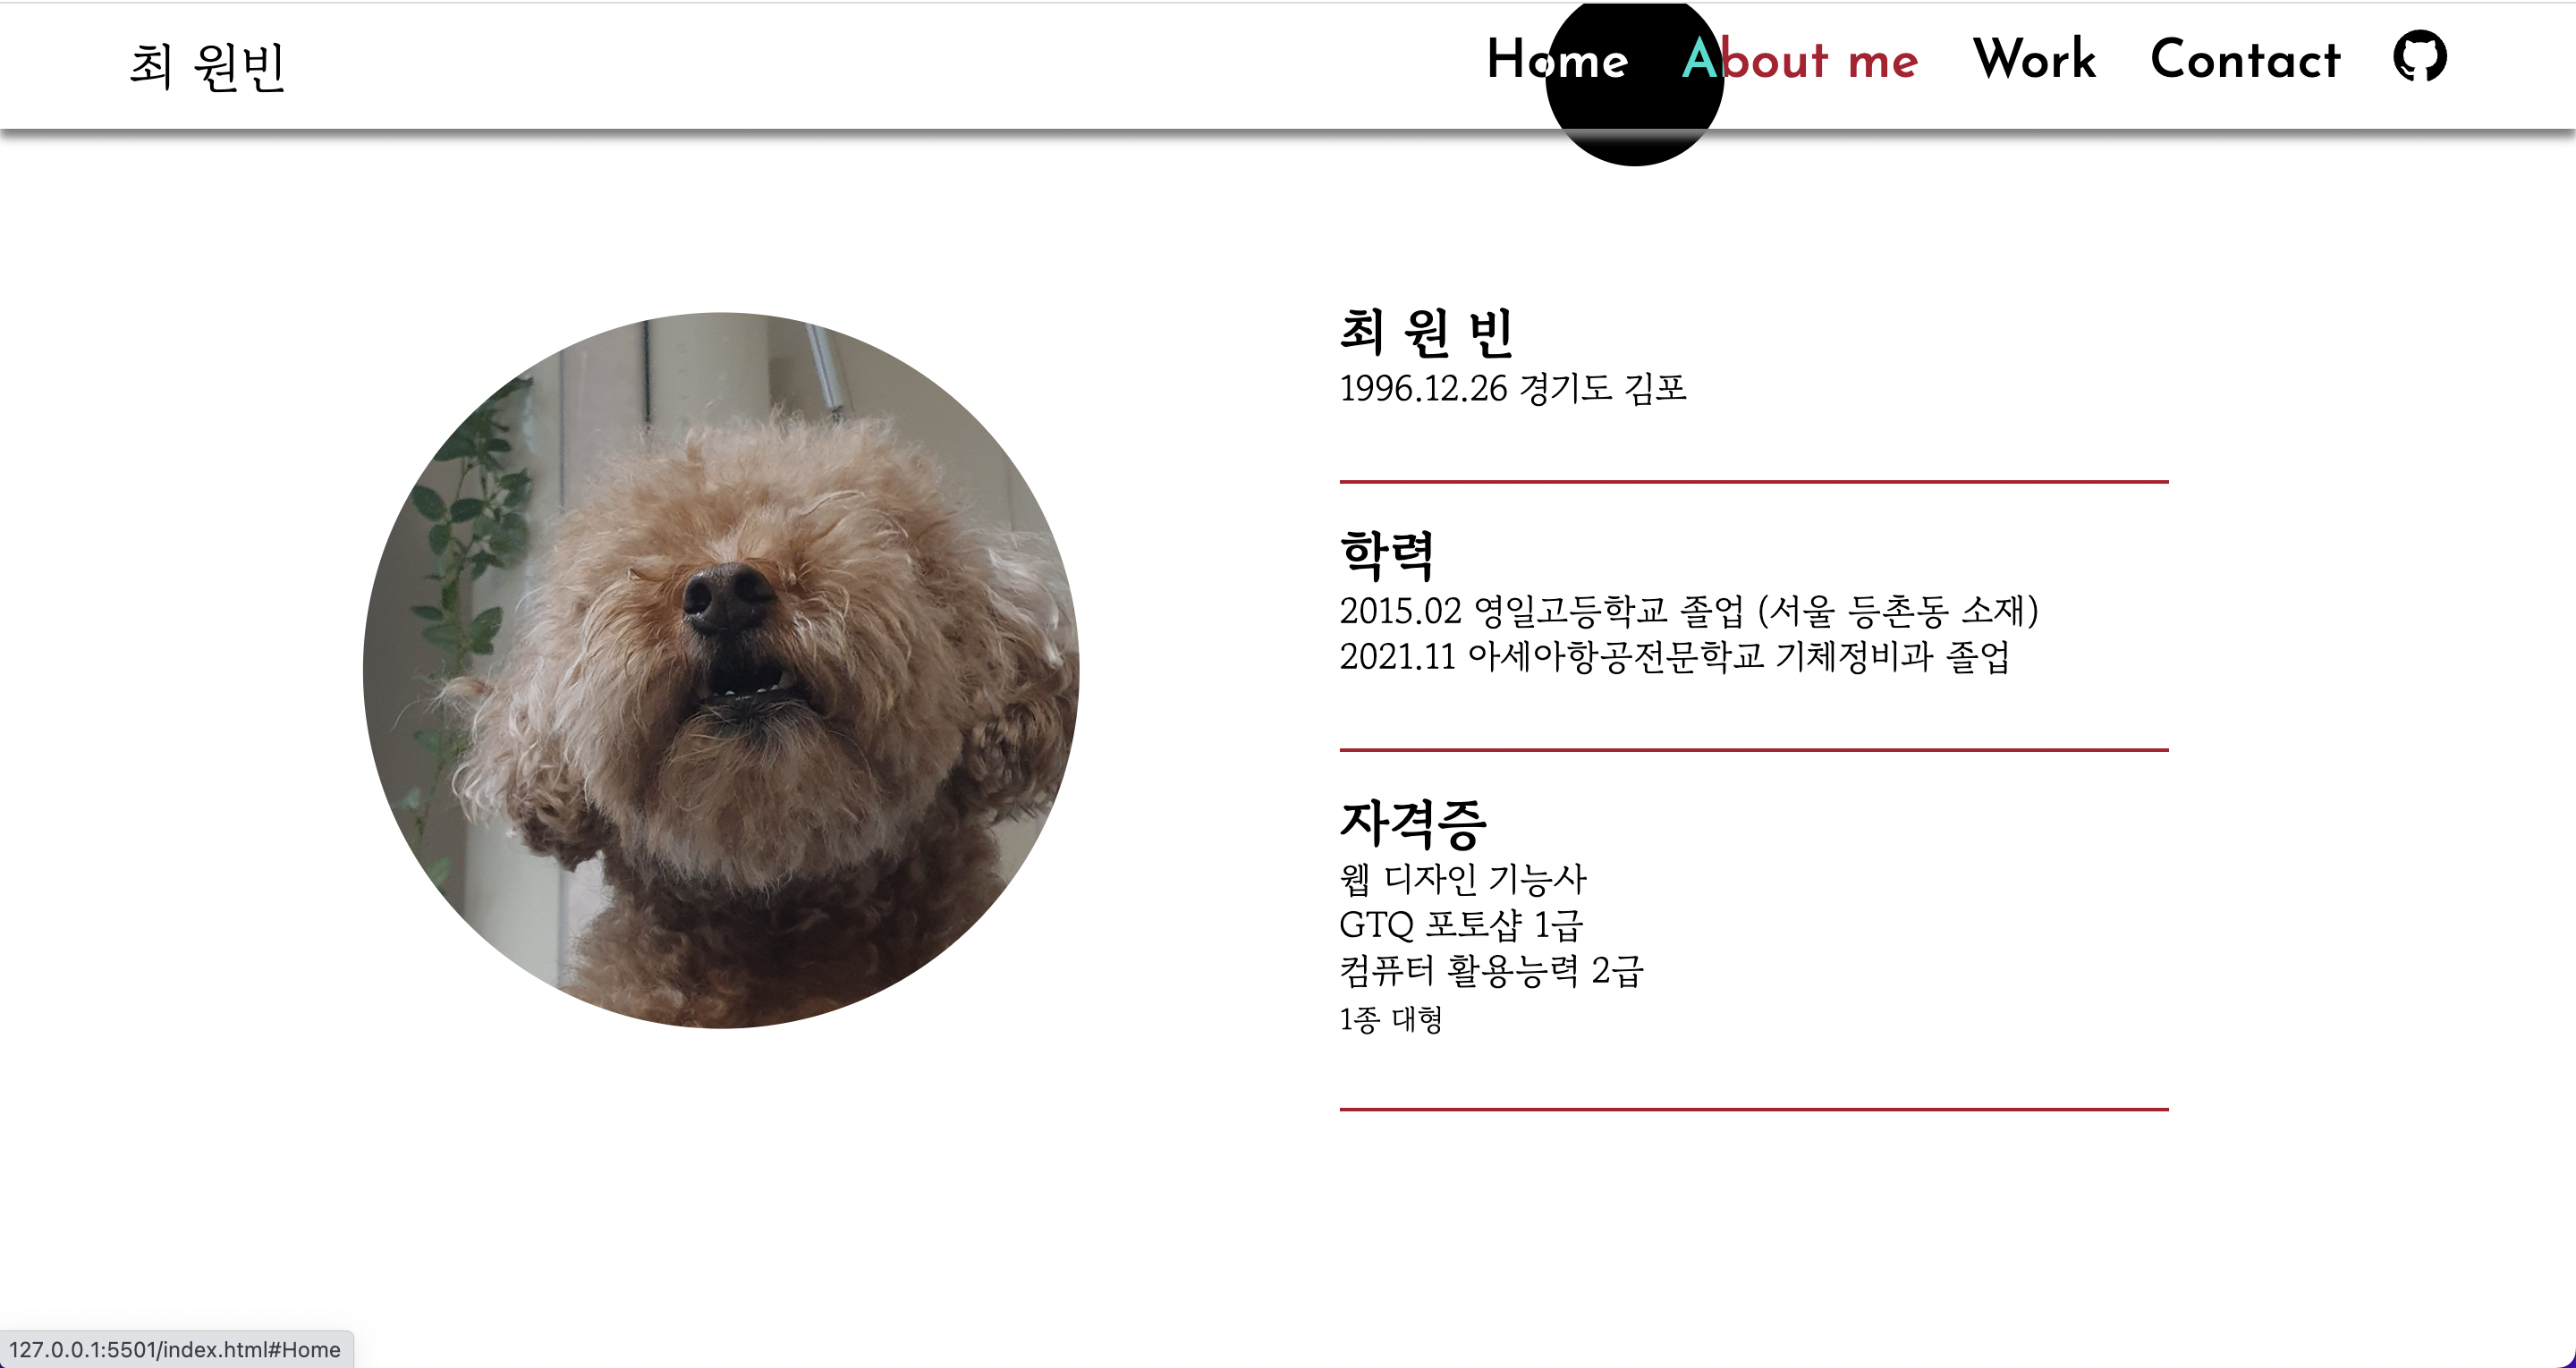 최 원빈
Home About me Work Contact
최 원 빈
1996.12.26 경기도 김포
학력
2015.02 영일고등학교 졸업 (서울 등촌동 소재)
2021.11 아세아항공전문학교 기체정비과 졸업
자격증
웹 디자인 기능사
GTQ 포토샵 1급
컴퓨터 활용능력 2급
1종 대형
127.0.0.1:5501/index.html#Home